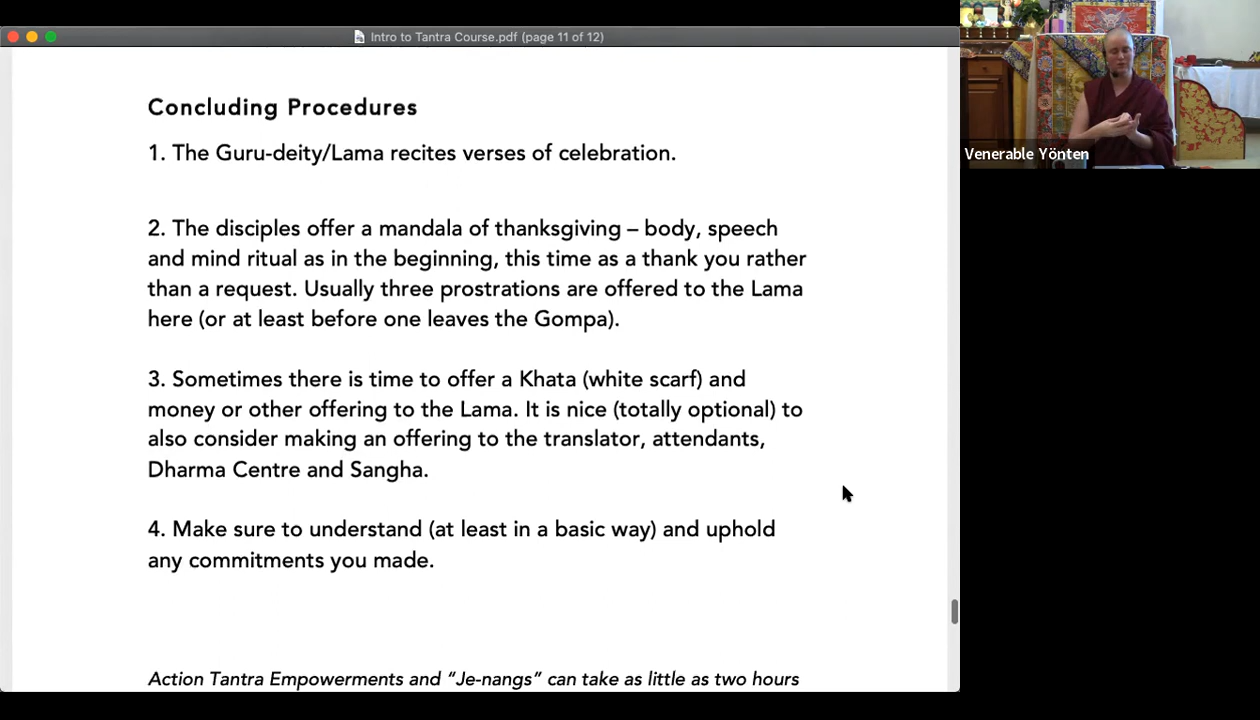 Intro to Tantra Course.pdf (page 11 of 12)
Concluding Procedures
1. The Guru-deity/Lama recites verses of celebration.
2. The disciples offer a mandala of thanksgiving – body, speech
and mind ritual as in the beginning, this time as a thank you rather
than a request. Usually three prostrations are offered to the Lama
here (or at least before one leaves the Gompa).
3. Sometimes there is time to offer a Khata (white scarf) and
money or other offering to the Lama. It is nice (totally optional) to
also consider making an offering to the translator, attendants,
Dharma Centre and Sangha.
4. Make sure to understand (at least in a basic way) and uphold
any commitments you made.
Action Tantra Empowerments and “Je-nangs” can take as little as two hours
Venerable Yönten